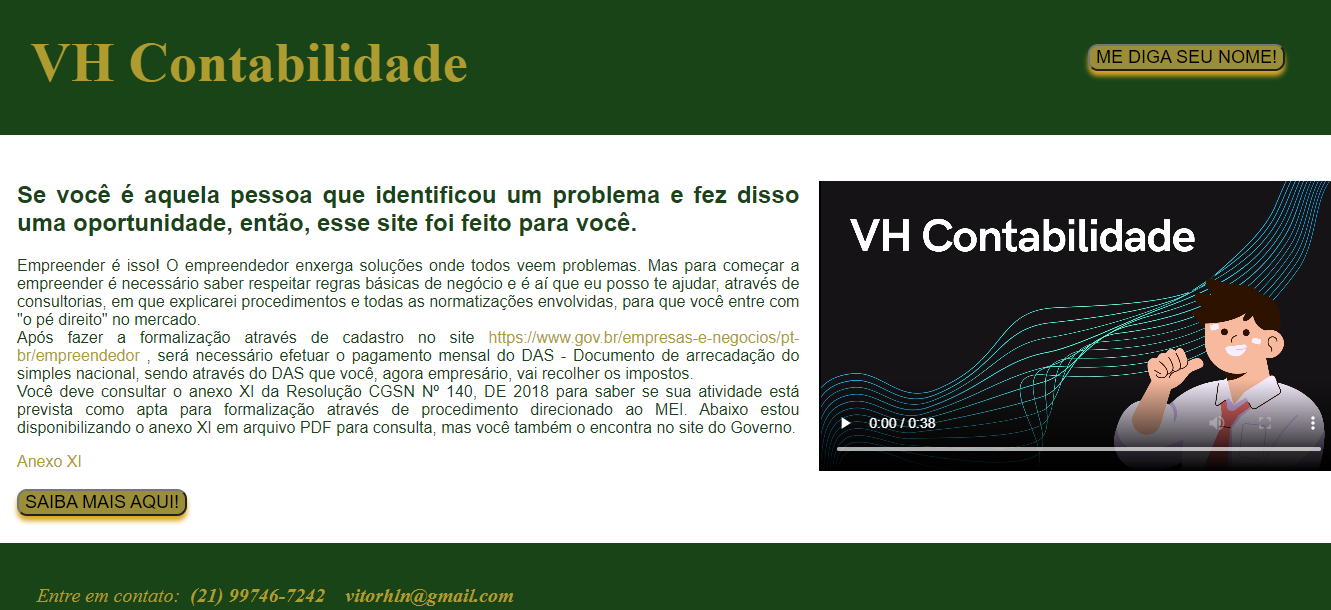 VH Contabilidade
ME DIGA SEU NOME!
Se você é aquela pessoa que identificou um problema e fez disso
uma oportunidade, então, esse site foi feito para você.
Empreender é isso! O empreendedor enxerga soluções onde todos veem problemas. Mas para começar a
empreender é necessário saber respeitar regras básicas de negócio e é aí que eu posso te ajudar, através de
consultorias, em que explicarei procedimentos e todas as normatizações envolvidas, para que você entre com
"o pé direito" no mercado.
Após fazer a formalização através de cadastro no site https://www.gov.br/empresas-e-negocios/pt-
br/empreendedor , será necessário efetuar o pagamento mensal do DAS - Documento de arrecadação do
simples nacional, sendo através do DAS que você, agora empresário, vai recolher os impostos.
Você deve consultar o anexo XI da Resolução CGSN Nº 140, DE 2018 para saber se sua atividade está
prevista como apta para formalização através de procedimento direcionado ao MEI. Abaixo estou
disponibilizando o anexo XI em arquivo PDF para consulta, mas você também o encontra no site do Governo.
Anexo XI
SAIBA MAIS AQUI!
VH Contabilidade
0:00 / 0:38
Entre em contato: (21) 99746-7242 vitorhln@gmail.com